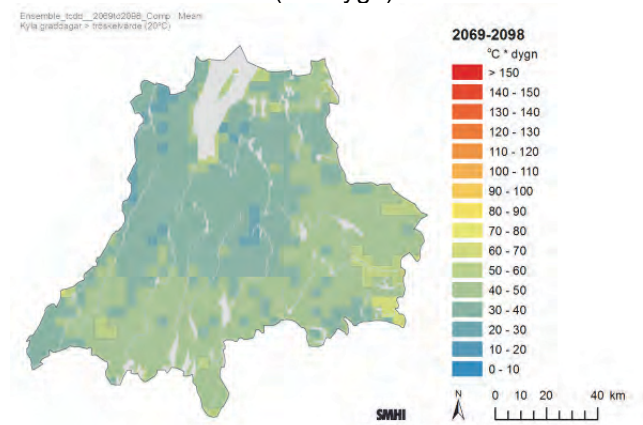 Ensemble_tcdd__2069to2098_Comp Mean
Kyla graddagar > tröskelvärde (20°C)
2069-2098
°C * dygn
> 150
140 - 150
130 - 140
120 - 130
110 - 120
100 - 110
90 - 100
80 - 90
70 - 80
60 - 70
50 - 60
40 - 50
30 - 40
20 - 30
10 - 20
0 - 10
SMHI
N
0 10 20 40 km